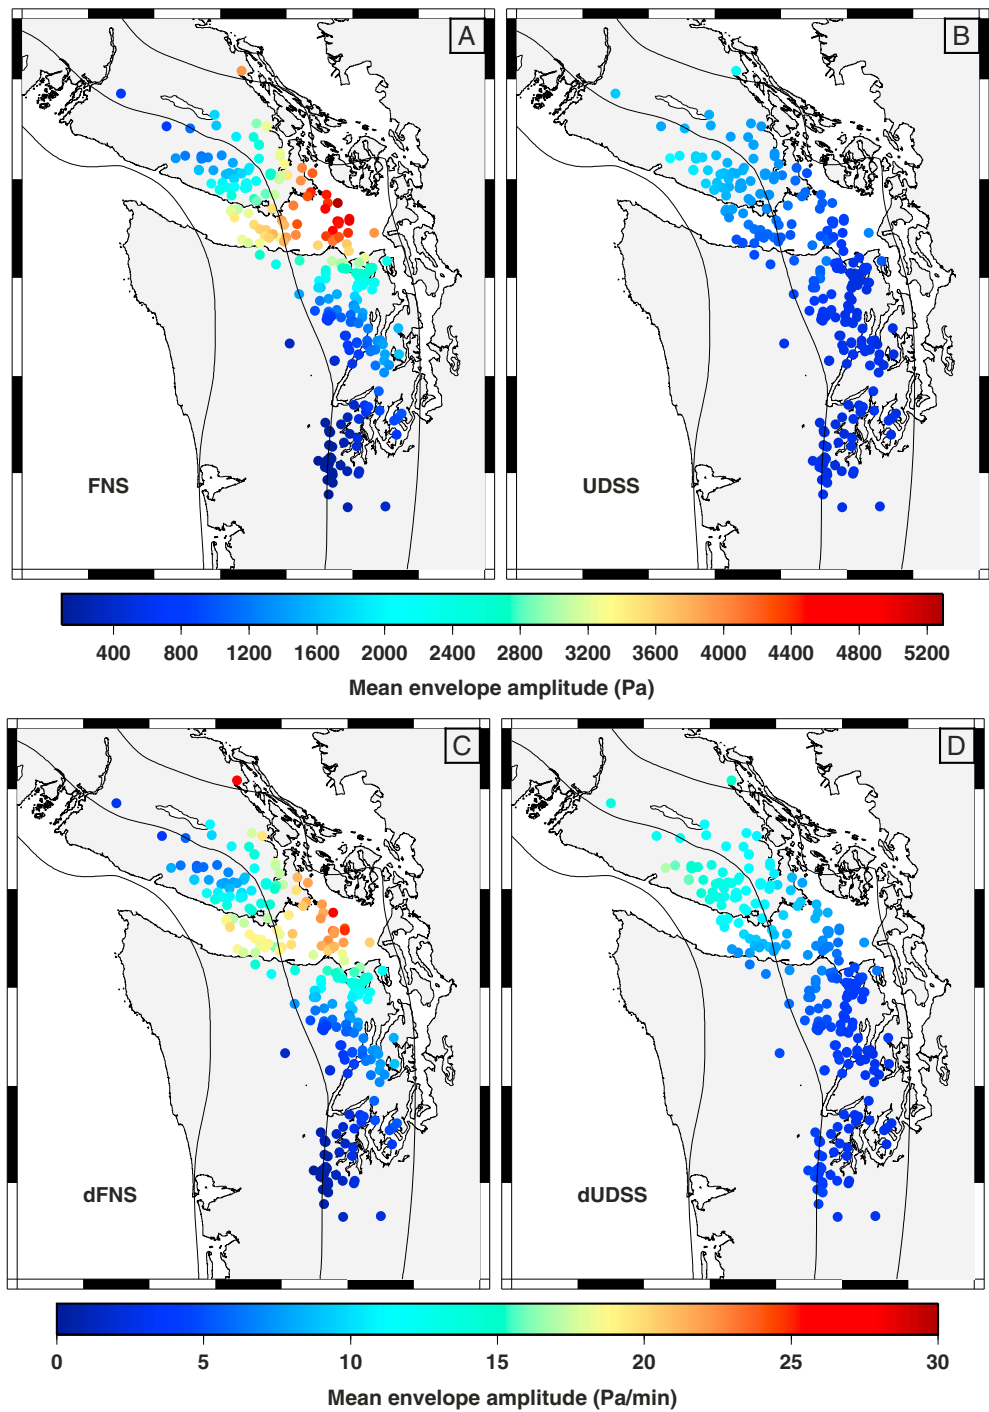 A
B
FNS
UDSS
400 800 1200 1600 2000 2400 2800 3200 3600 4000 4400 4800 5200
Mean envelope amplitude (Pa)
C
D
dFNS
dUDSS
0 5 10 15 20 25 30
Mean envelope amplitude (Pa/min)